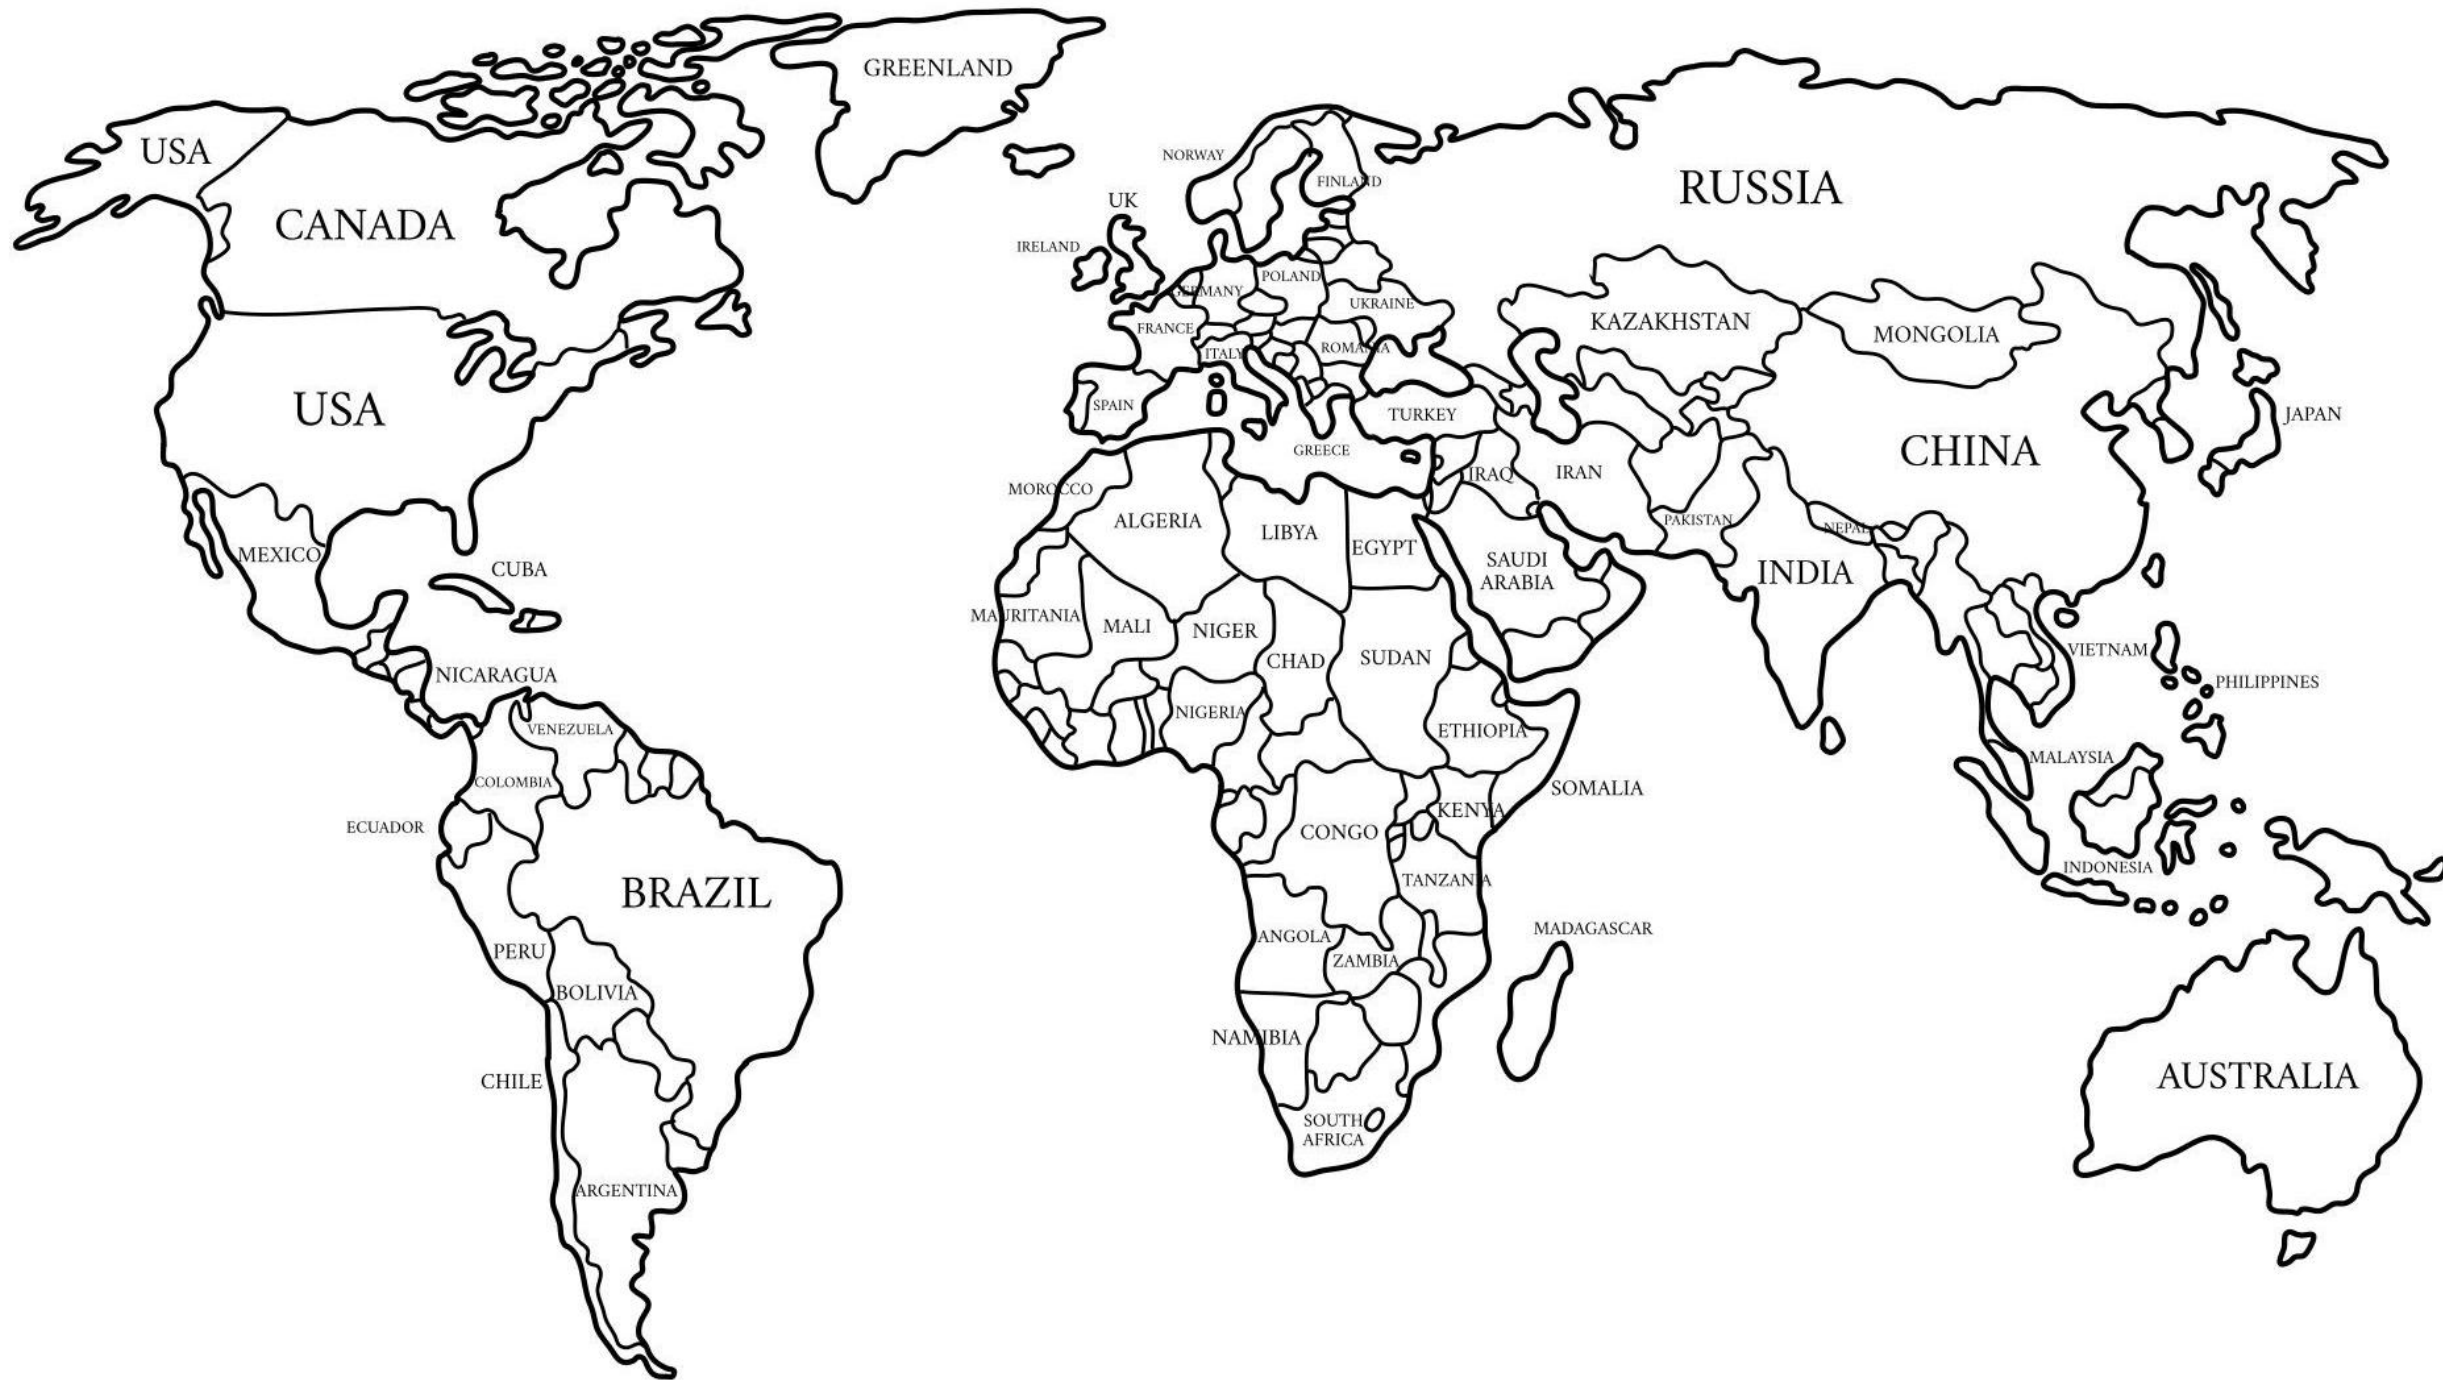 GREENLAND
USA
CANADA
USA
MEXICO
CUBA
NICARAGUA
VENEZUELA
COLOMBIA
ECUADOR
BRAZIL
PERU
BOLIVIA
CHILE
ARGENTINA
NORWAY
FINLAND
UK
IRELAND
POLAND
GERMANY
UKRAINE
FRANCE
ITALY
ROMANIA
SPAIN
GREECE
TURKEY
RUSSIA
KAZAKHSTAN
MONGOLIA
CHINA
JAPAN
IRAQ
IRAN
PAKISTAN
NEPAL
INDIA
SAUDI
ARABIA
MOROCCO
ALGERIA
LIBYA
EGYPT
MAURITANIA
MALI
NIGER
CHAD
SUDAN
NIGERIA
ETHIOPIA
SOMALIA
KENYA
CONGO
TANZANIA
ANGOLA
ZAMBIA
MADAGASCAR
NAMIBIA
SOUTH
AFRICA
VIETNAM
PHILIPPINES
MALAYSIA
INDONESIA
AUSTRALIA